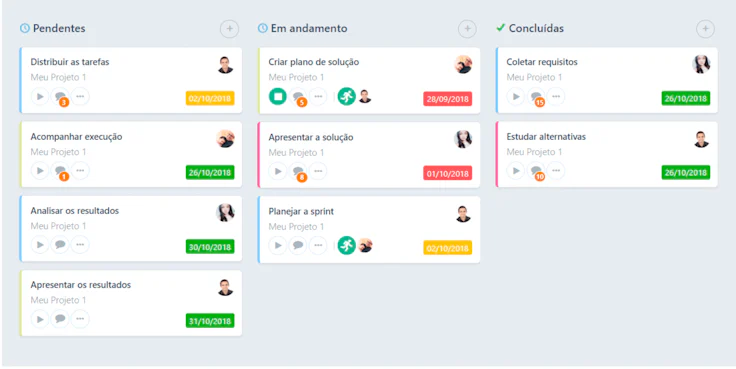 Pendentes
Distribuir as tarefas
Meu Projeto 1
3
02/10/2018
Acompanhar execução
Meu Projeto 1
1
26/10/2018
Analisar os resultados
Meu Projeto 1
30/10/2018
Apresentar os resultados
Meu Projeto 1
31/10/2018
Em andamento
Criar plano de solução
Meu Projeto 1
5
28/09/2018
Apresentar a solução
Meu Projeto 1
8
01/10/2018
Planejar a sprint
Meu Projeto 1
02/10/2018
Concluídas
Coletar requisitos
Meu Projeto 1
15
26/10/2018
Estudar alternativas
Meu Projeto 1
10
26/10/2018